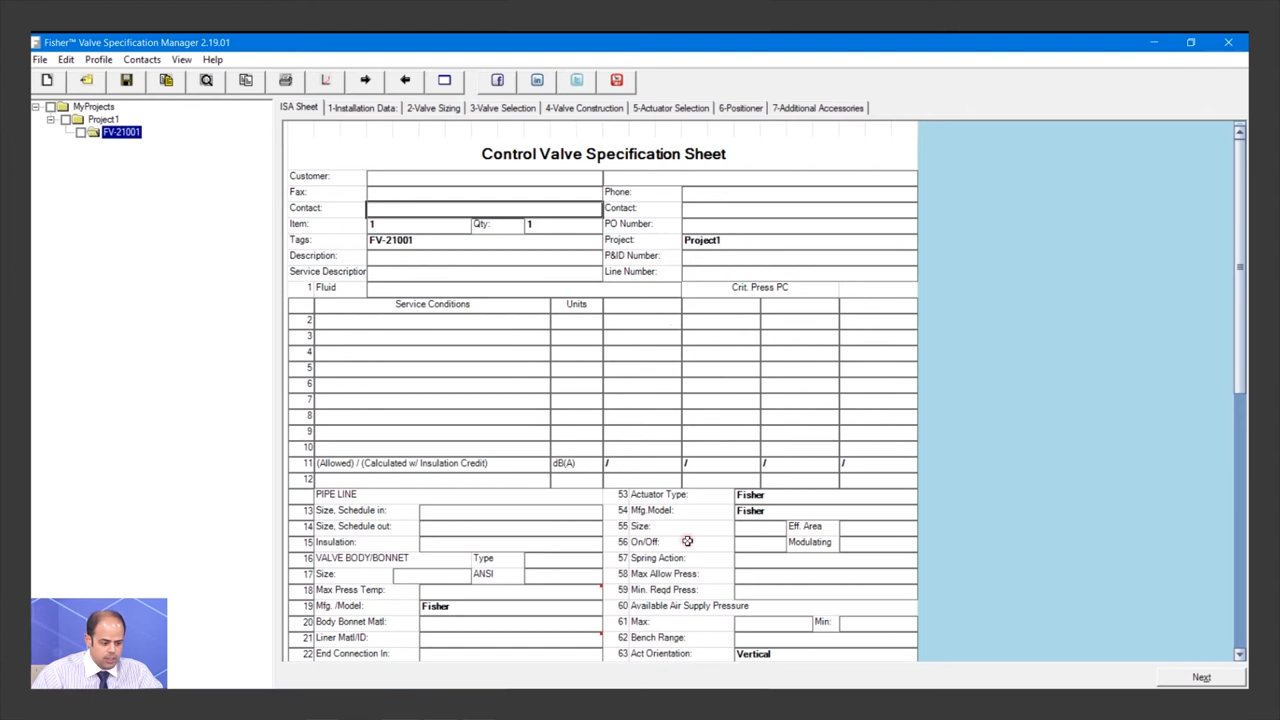 Fisher™ Valve Specification Manager 2.19.01
File Edit Profile Contacts View Help
MyProjects
Project1
FV-21001
ISA Sheet 1-Installation Data: 2-Valve Sizing 3-Valve Selection 4-Valve Construction 5-Actuator Selection 6-Positioner 7-Additional Accessories
Control Valve Specification Sheet
Customer:
Fax: Phone:
Contact: Contact:
Item: 1 Qty: 1 PO Number:
Tags: FV-21001 Project: Project1
Description: P&ID Number:
Service Description Line Number:
1 Fluid Crit. Press PC
Service Conditions Units
2
3
4
5
6
7
8
9
10
11 (Allowed) / (Calculated w/ Insulation Credit) dB(A) / / / /
12
PIPE LINE 53 Actuator Type: Fisher
13 Size, Schedule in: 54 Mfg.Model: Fisher
14 Size, Schedule out: 55 Size: Eff. Area
15 Insulation: 56 On/Off: Modulating
16 VALVE BODY/BONNET Type 57 Spring Action:
17 Size: ANSI 58 Max Allow Press:
18 Max Press Temp: 59 Min. Reqd Press:
19 Mfg. /Model: Fisher 60 Available Air Supply Pressure
20 Body Bonnet Matl: 61 Max: Min:
21 Liner Matl/ID: 62 Bench Range:
22 End Connection In: 63 Act Orientation: Vertical
Next